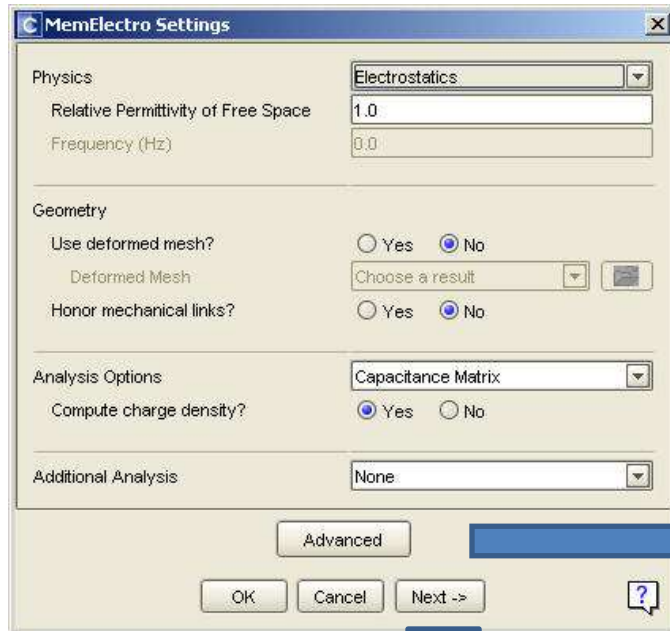 MemElectro Settings
Physics Electrostatics
Relative Permittivity of Free Space 1.0
Frequency (Hz) 0.0
Geometry
Use deformed mesh? Yes No
Deformed Mesh Choose a result
Honor mechanical links? Yes No
Analysis Options Capacitance Matrix
Compute charge density? Yes No
Additional Analysis None
Advanced
OK Cancel Next ->